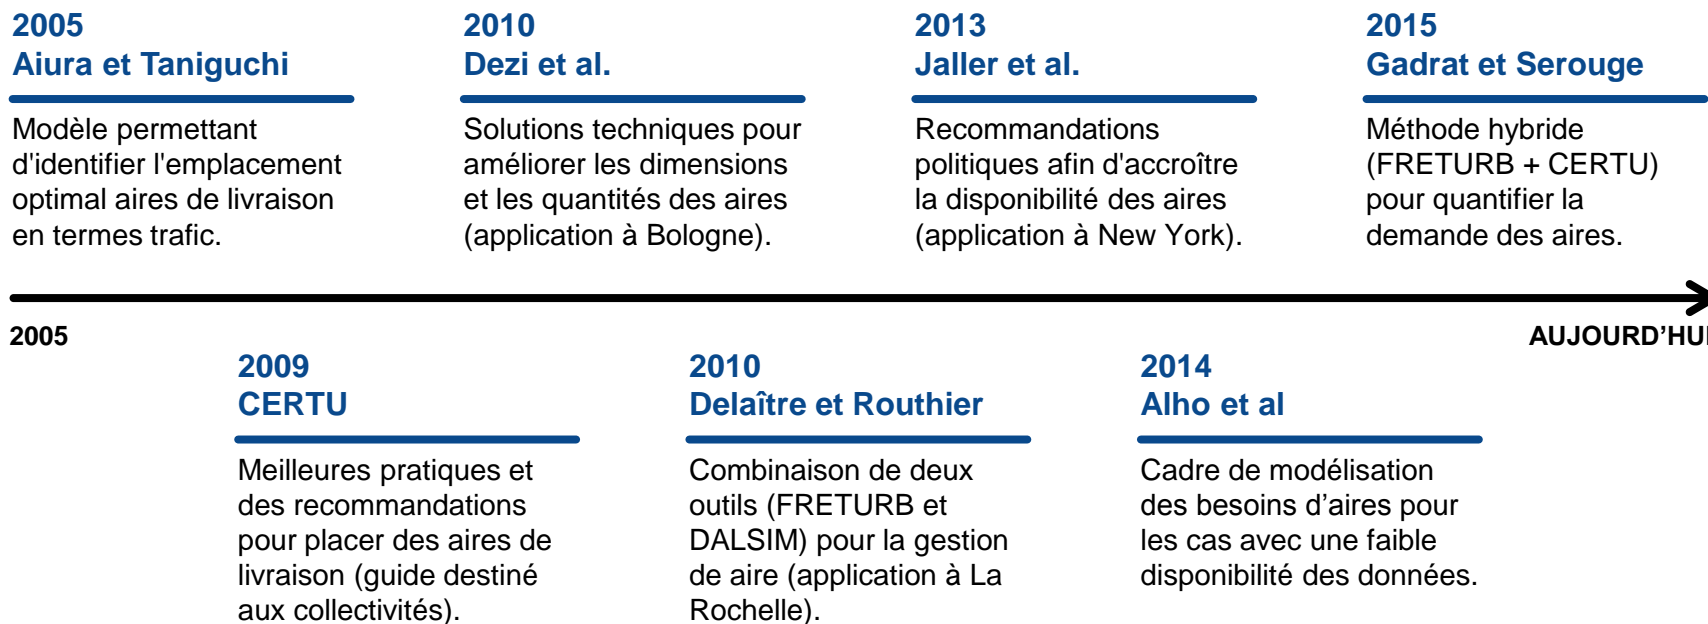 2005
Aiura et Taniguchi
Modèle permettant
d'identifier l'emplacement
optimal aires de livraison
en termes trafic.
2010
Dezi et al.
Solutions techniques pour
améliorer les dimensions
et les quantités des aires
(application à Bologne).
2013
Jaller et al.
Recommandations
politiques afin d'accroître
la disponibilité des aires
(application à New York).
2015
Gadrat et Serouge
Méthode hybride
(FRETURB + CERTU)
pour quantifier la
demande des aires.
2005
AUJOURD’HUI
2009
CERTU
Meilleures pratiques et
des recommandations
pour placer des aires de
livraison (guide destiné
aux collectivités).
2010
Delaître et Routhier
Combinaison de deux
outils (FRETURB et
DALSIM) pour la gestion
de aire (application à La
Rochelle).
2014
Alho et al
Cadre de modélisation
des besoins d’aires pour
les cas avec une faible
disponibilité des données.